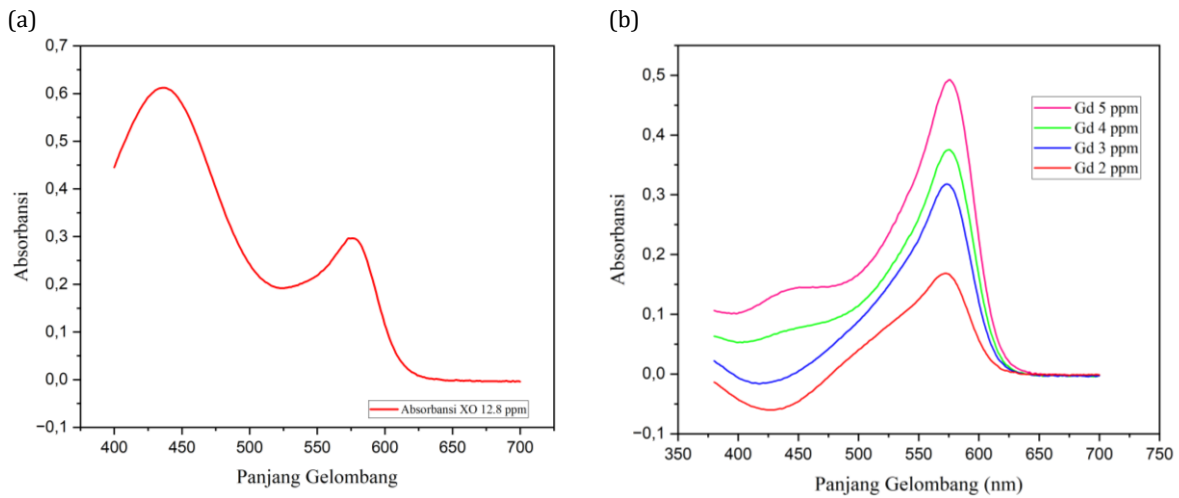 (a)
0,7
0,6
0,5
0,4
0,3
0,2
0,1
0,0
−0,1
Absorbansi
400 450 500 550 600 650 700
Panjang Gelombang
Absorbansi XO 12.8 ppm
(b)
0,5
0,4
0,3
0,2
0,1
0,0
−0,1
Absorbansi
Gd 5 ppm
Gd 4 ppm
Gd 3 ppm
Gd 2 ppm
350 400 450 500 550 600 650 700 750
Panjang Gelombang (nm)